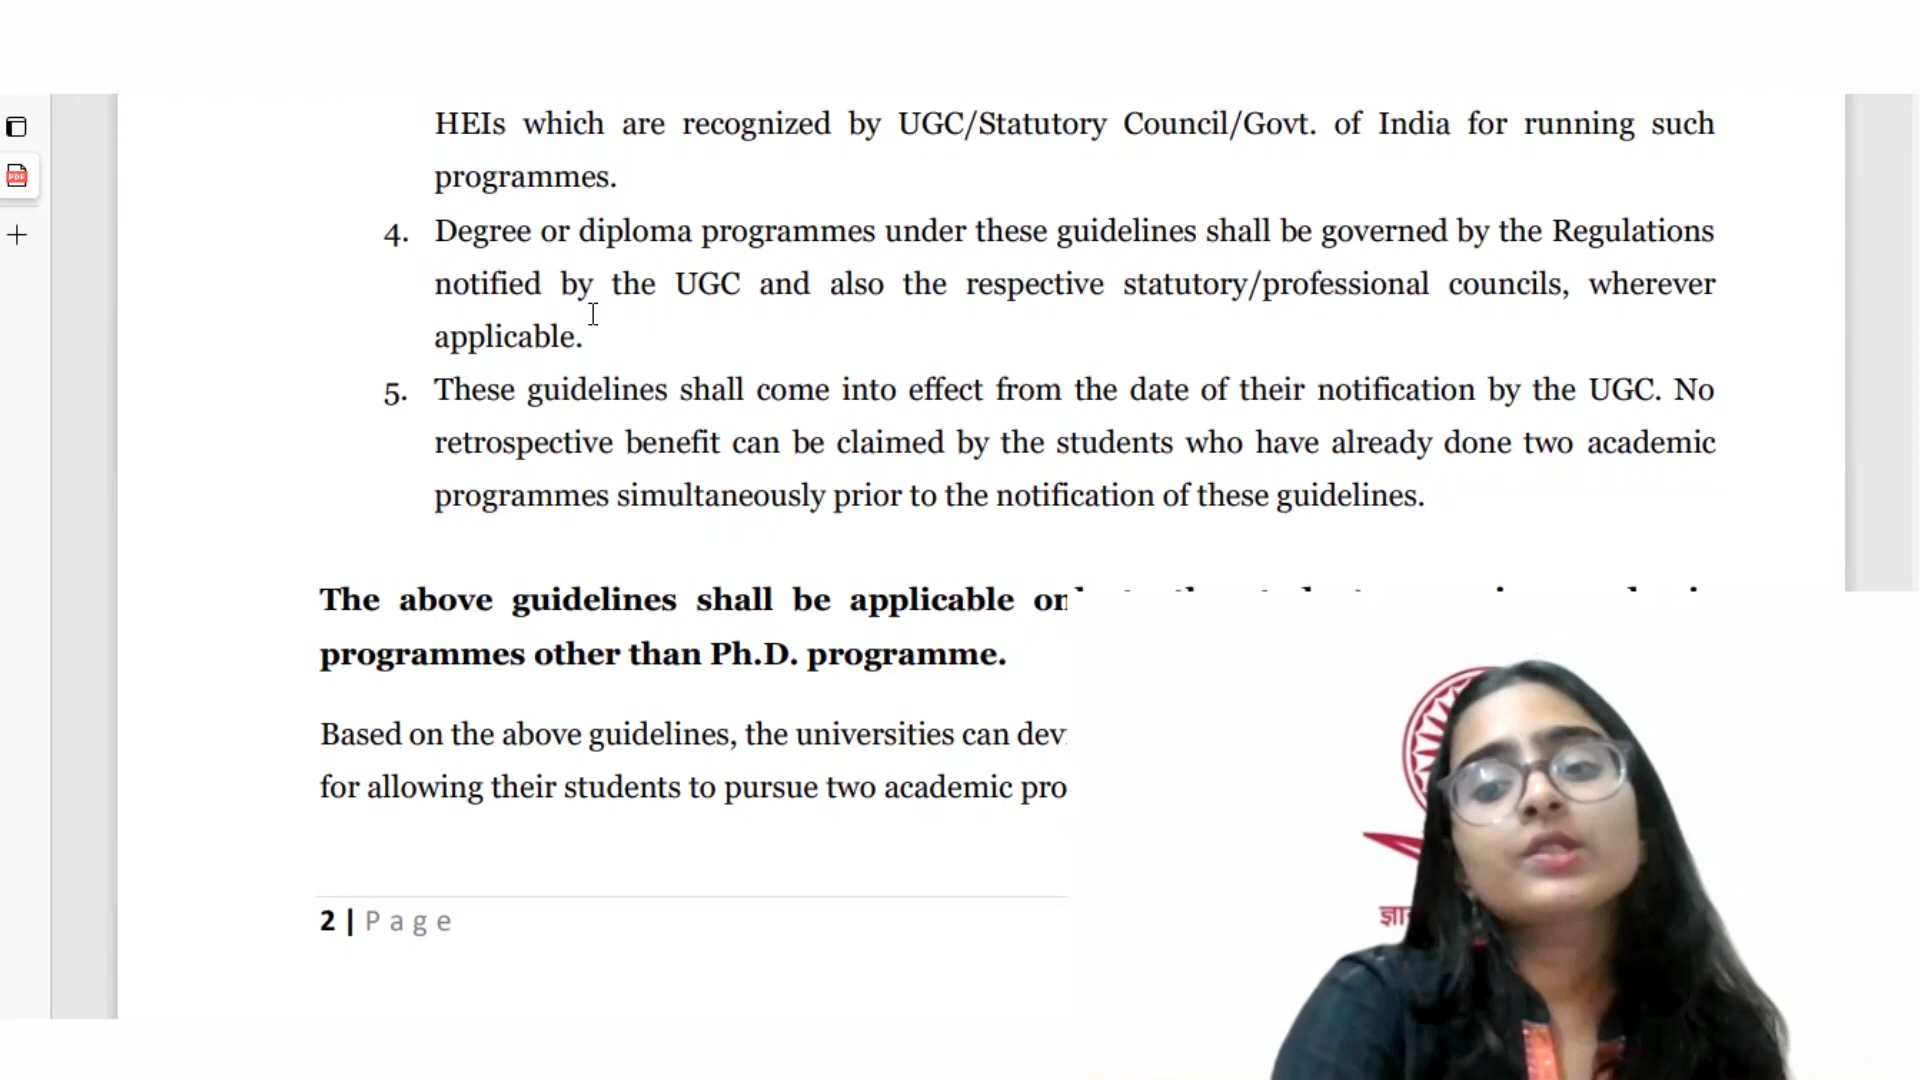 HEIs which are recognized by UGC/Statutory Council/Govt. of India for running such
programmes.
4. Degree or diploma programmes under these guidelines shall be governed by the Regulations
notified by the UGC and also the respective statutory/professional councils, wherever
applicable.
5. These guidelines shall come into effect from the date of their notification by the UGC. No
retrospective benefit can be claimed by the students who have already done two academic
programmes simultaneously prior to the notification of these guidelines.
The above guidelines shall be applicable
programmes other than Ph.D. programme.
Based on the above guidelines, the universities can
for allowing their students to pursue two academic
2 | Page
PDF